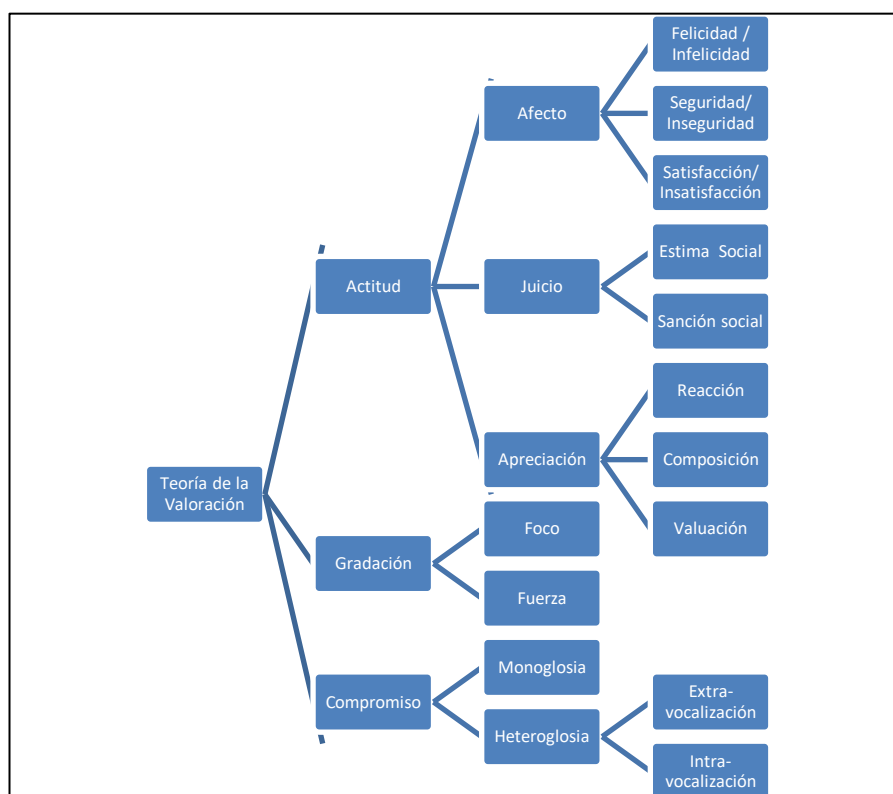 Felicidad /
Infelicidad
Afecto
Seguridad/
Inseguridad
Satisfacción/
Insatisfacción
Actitud
Juicio
Estima Social
Sanción social
Reacción
Apreciación
Composición
Teoría de la
Valoración
Foco
Valuación
Gradación
Fuerza
Monoglosia
Compromiso
Extra-
vocalización
Heteroglosia
Intra-
vocalización